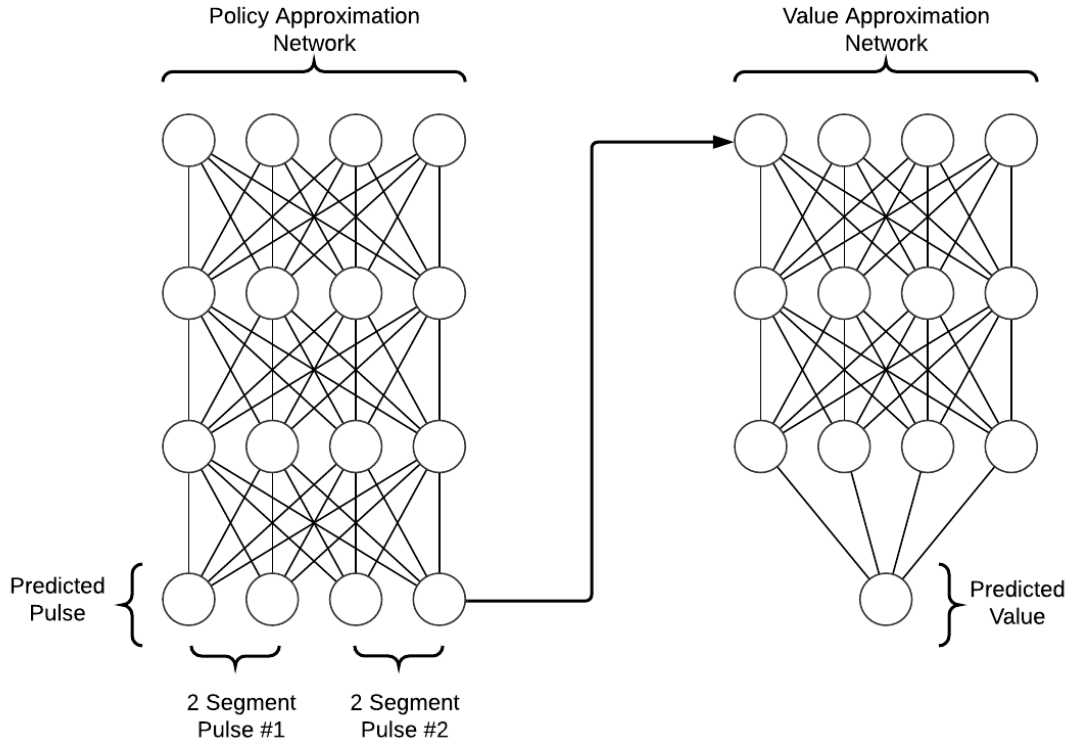 Policy Approximation
Network
Value Approximation
Network
Predicted
Pulse
Predicted
Value
2 Segment
Pulse #1
2 Segment
Pulse #2